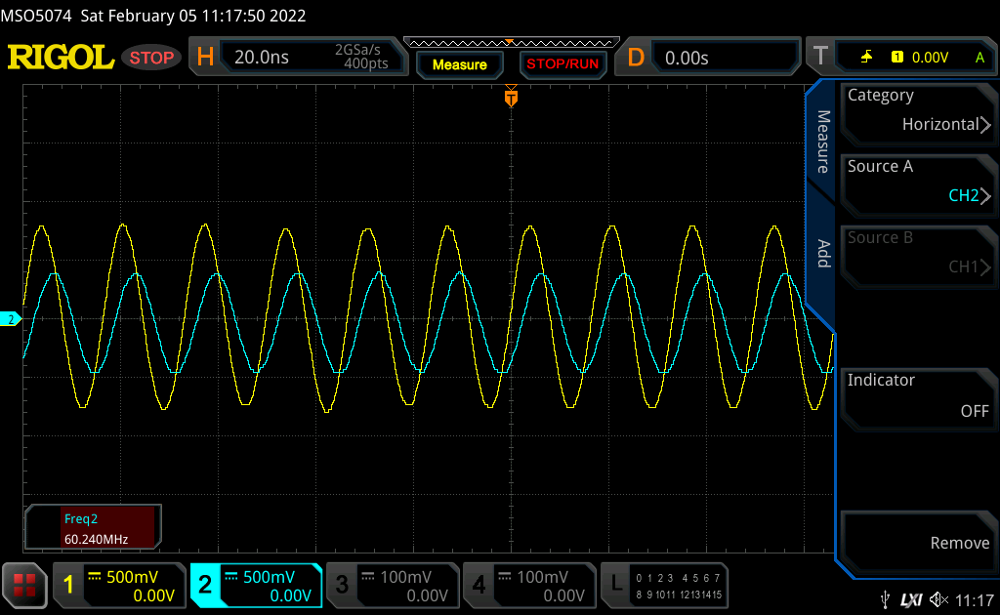 MSO5074 Sat February 05 11:17:50 2022
RIGOL STOP H 20.0ns 2GSa/s 400pts Measure STOP/RUN D 0.00s T 1 0.00V A
T
Measure
Add
Category
Horizontal
Source A
CH2
Source B
CH1
2
Indicator
OFF
Freq2
60.240MHz
Remove
1 500mV 0.00V
2 500mV 0.00V
3 100mV 0.00V
4 100mV 0.00V
L 0 1 2 3 4 5 6 7
8 9 10 11 12 13 14 15
LXI 11:17